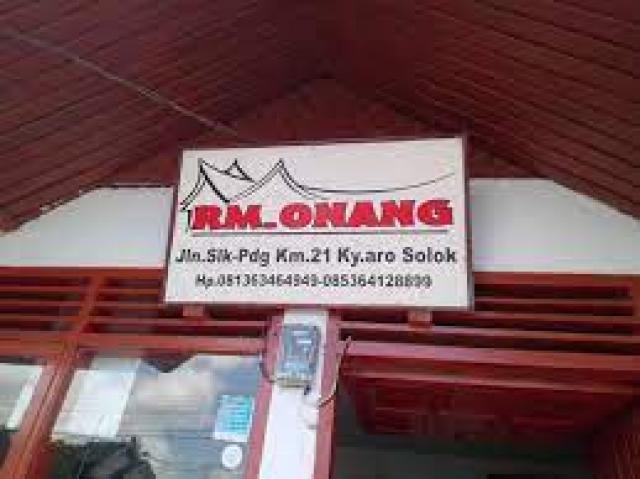 RM.ONANG
Jln.Slk-Pdg Km.21 Ky.aro Solok
Hp.081363464949-085364128899